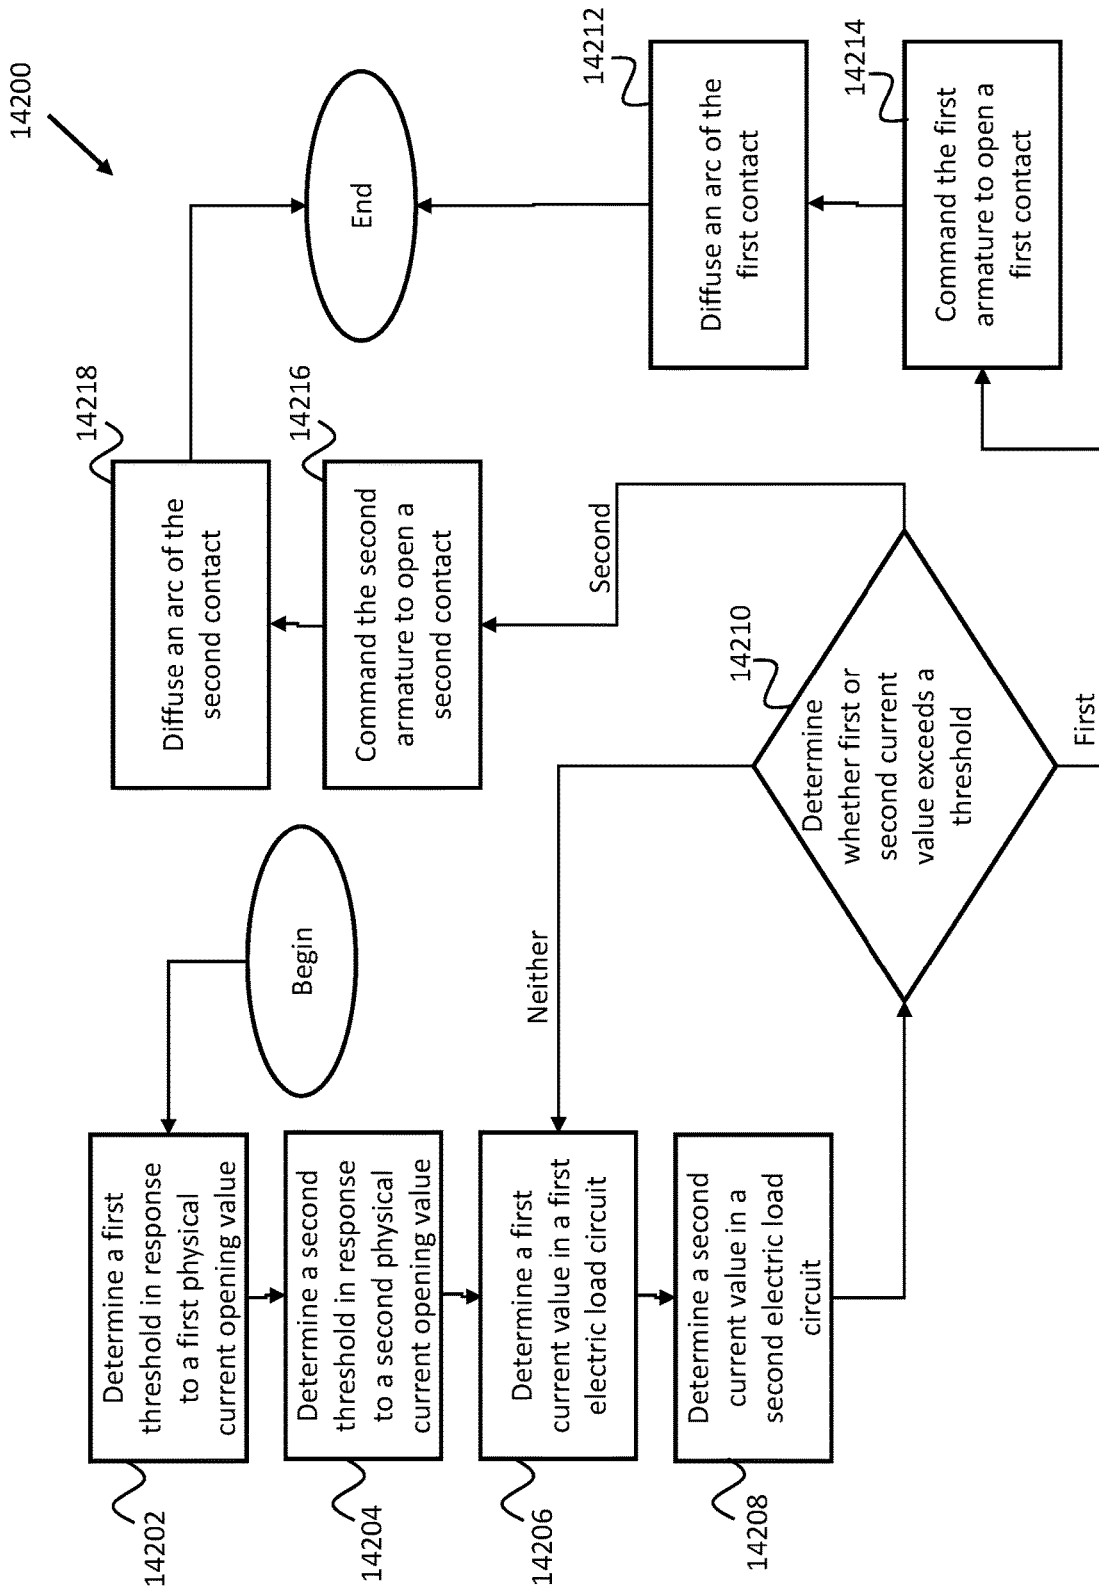 14200
Begin
Determine a first
threshold in response
to a first physical
current opening value
14202
Determine a second
threshold in response
to a second physical
current opening value
14204
Determine a first
current value in a first
electric load circuit
14206
Determine a second
current value in a
second electric load
circuit
14208
Neither
Determine
whether first or
second current
value exceeds a
threshold
14210
Second
First
Diffuse an arc of the
second contact
14218
Command the second
armature to open a
second contact
14216
End
Diffuse an arc of the
first contact
14212
Command the first
armature to open a
first contact
14214